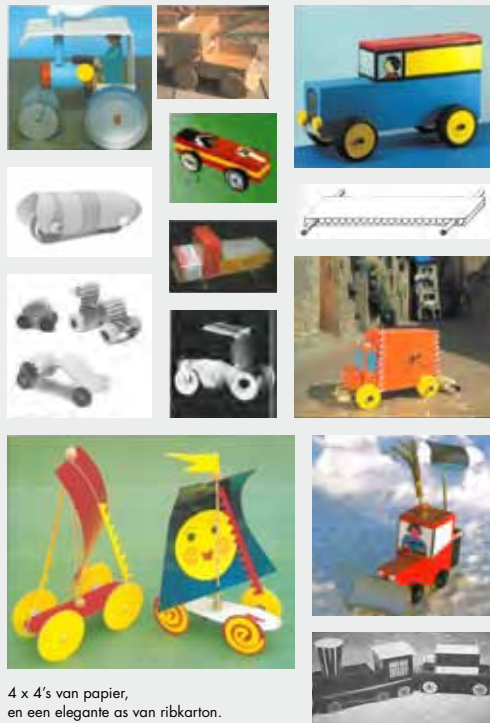 4 x 4's van papier,
en een elegante as van ribkarton.